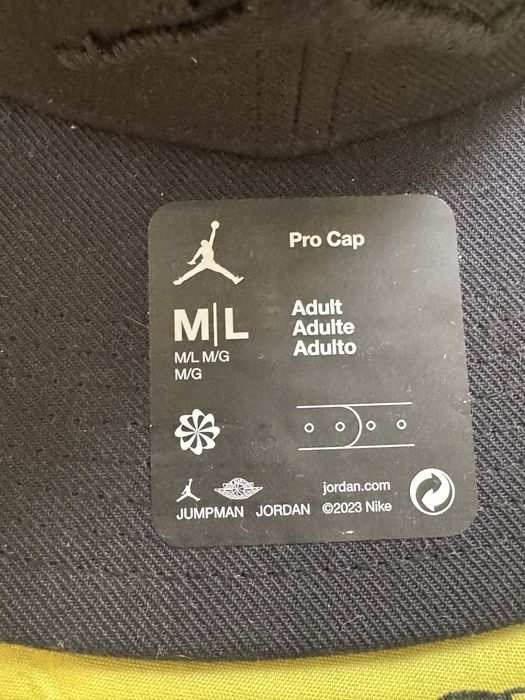 Pro Cap
M|L
M/L M/G
M/G
Adult
Adulte
Adulto
JUMPMAN JORDAN
jordan.com
©2023 Nike